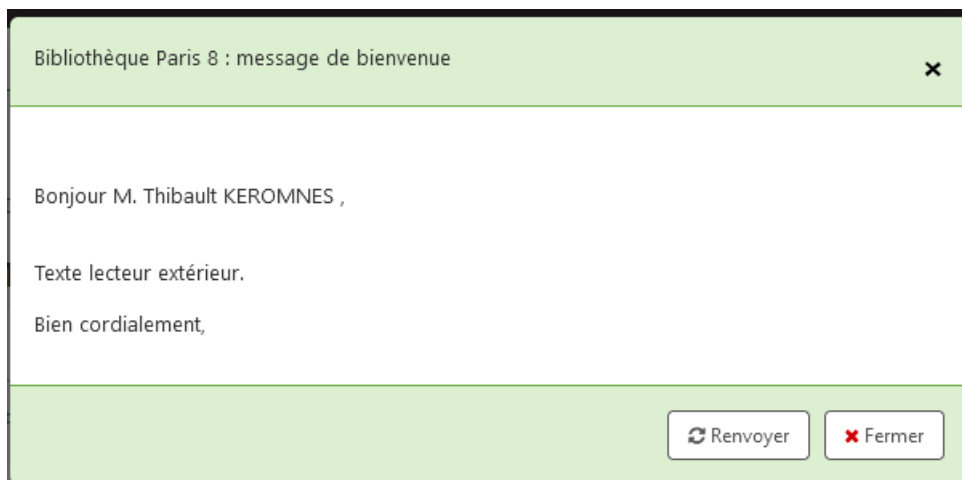 Bibliothèque Paris 8 : message de bienvenue
Bonjour M. Thibault KEROMNES ,
Texte lecteur extérieur.
Bien cordialement,
Renvoyer
Fermer